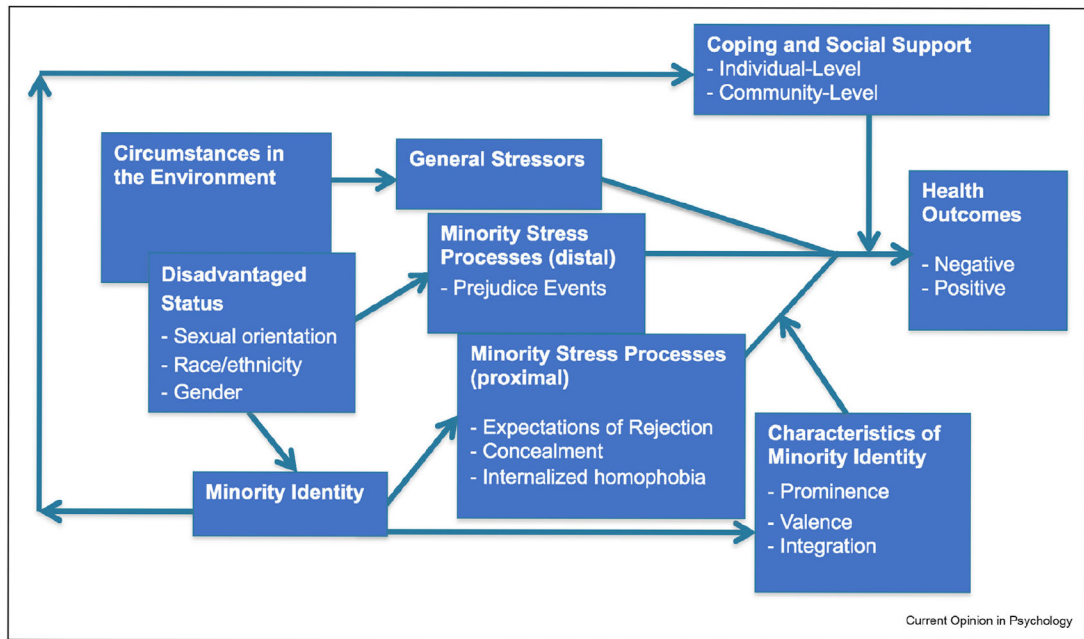 Coping and Social Support
- Individual-Level
- Community-Level
Circumstances in
the Environment
General Stressors
Health
Outcomes
- Negative
- Positive
Minority Stress
Processes (distal)
- Prejudice Events
Disadvantaged
Status
- Sexual orientation
- Race/ethnicity
- Gender
Minority Stress Processes
(proximal)
- Expectations of Rejection
- Concealment
- Internalized homophobia
Characteristics of
Minority Identity
- Prominence
- Valence
- Integration
Minority Identity
Current Opinion in Psychology